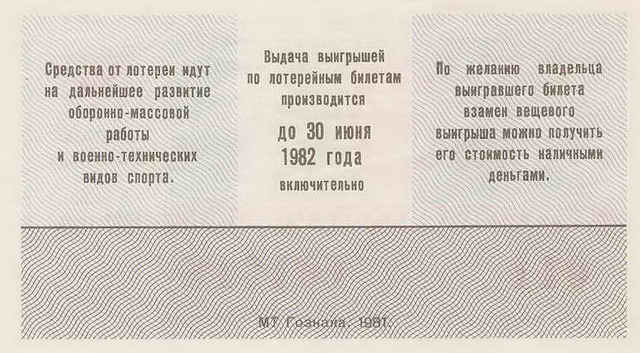 Средства от лотереи идут
на дальнейшее развитие
оборонно-массовой
работы
и военно-технических
видов спорта.
Выдача выигрышей
по лотерейным билетам
производится
до 30 июня
1982 года
включительно
По желанию владельца
выигравшего билета
взамен вещевого
выигрыша можно получить
его стоимость наличными
деньгами.
МТ Гознака. 1981.